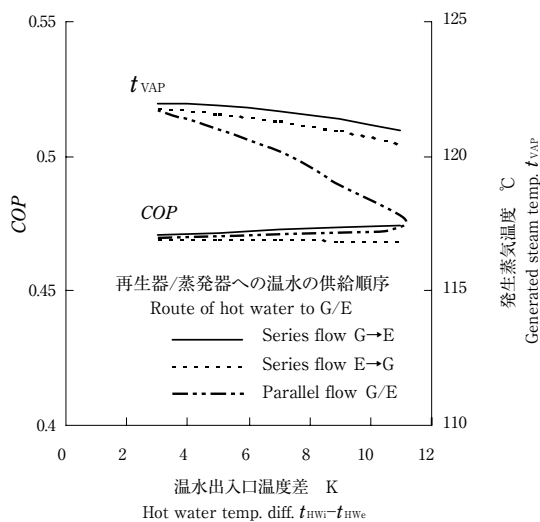 0.55
0.5
0.45
0.4
COP
125
120
115
110
発生蒸気温度 ℃
Generated steam temp. tVAP
tVAP
COP
再生器/蒸発器への温水の供給順序
Route of hot water to G/E
Series flow G→E
Series flow E→G
Parallel flow G/E
0 2 4 6 8 10 12
温水出入口温度差 K
Hot water temp. diff. tHWi−tHWe